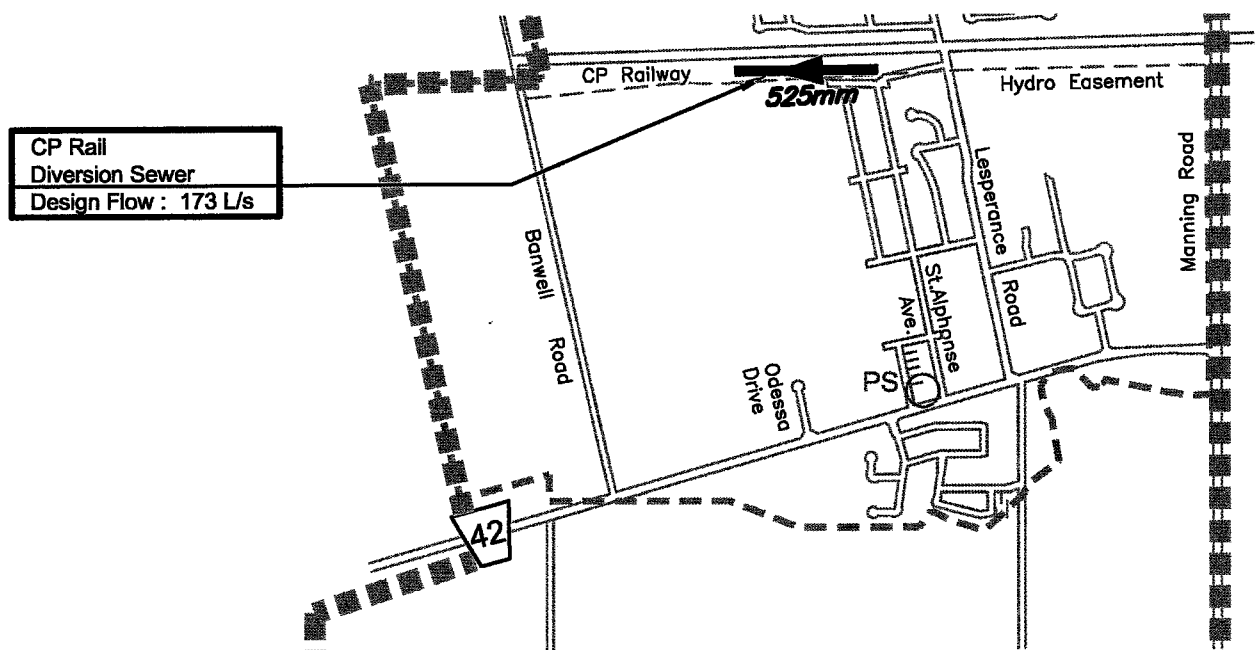 CP Railway
525mm
Hydro Easement
CP Rail
Diversion Sewer
Design Flow : 173 L/s
Banwell
Road
Lesperance
Road
Manning Road
St.Alphonse
Ave.
PS
Odessa
Drive
42